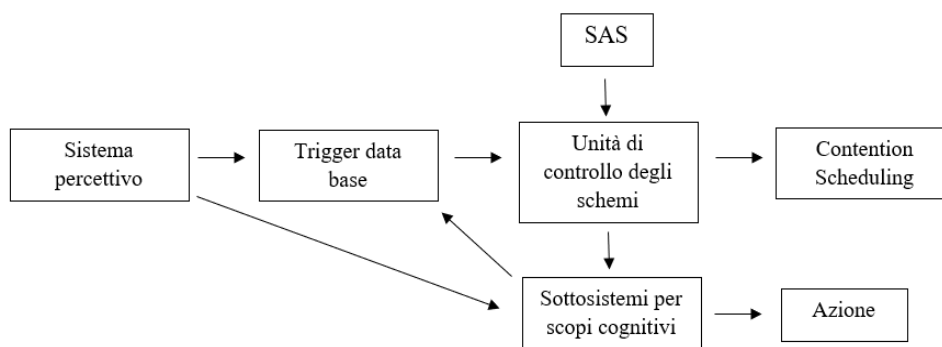 SAS
Sistema
percettivo
Trigger data
base
Unità di
controllo degli
schemi
Contention
Scheduling
Sottosistemi per
scopi cognitivi
Azione